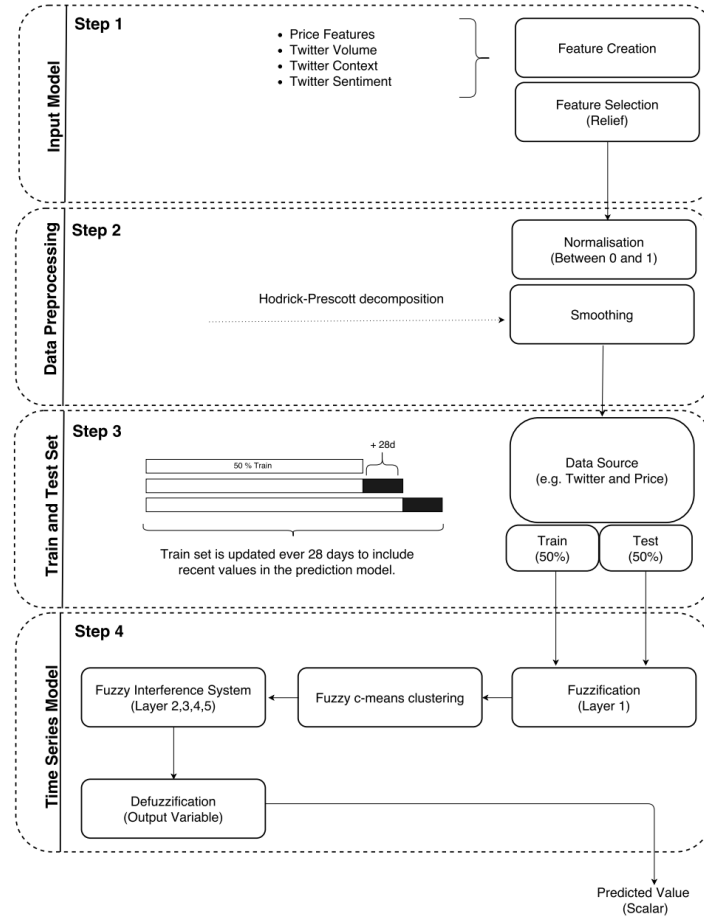 Step 1
Input Model
• Price Features
• Twitter Volume
• Twitter Context
• Twitter Sentiment
Feature Creation
Feature Selection
(Relief)
Step 2
Data Preprocessing
Normalisation
(Between 0 and 1)
Hodrick-Prescott decomposition
Smoothing
Step 3
Train and Test Set
+ 28d
50 % Train
Train set is updated ever 28 days to include
recent values in the prediction model.
Data Source
(e.g. Twitter and Price)
Train
(50%)
Test
(50%)
Step 4
Time Series Model
Fuzzy Interference System
(Layer 2,3,4,5)
Fuzzy c-means clustering
Fuzzification
(Layer 1)
Defuzzification
(Output Variable)
Predicted Value
(Scalar)